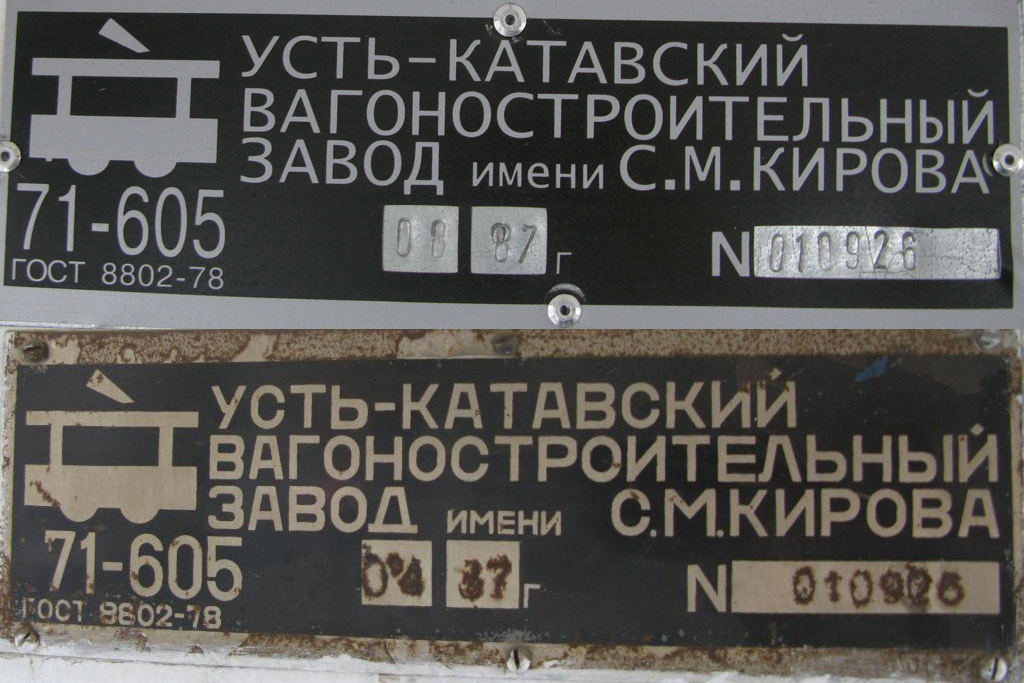 УСТЬ-КАТАВСКИЙ
ВАГОНОСТРОИТЕЛЬНЫЙ
ЗАВОД имени С.М.КИРОВА
71-605
08 87 г N 010926
ГОСТ 8802-78
УСТЬ-КАТАВСКИЙ
ВАГОНОСТРОИТЕЛЬНЫЙ
ЗАВОД ИМЕНИ С.М.КИРОВА
71-605
г N 010926
ГОСТ 8802-78